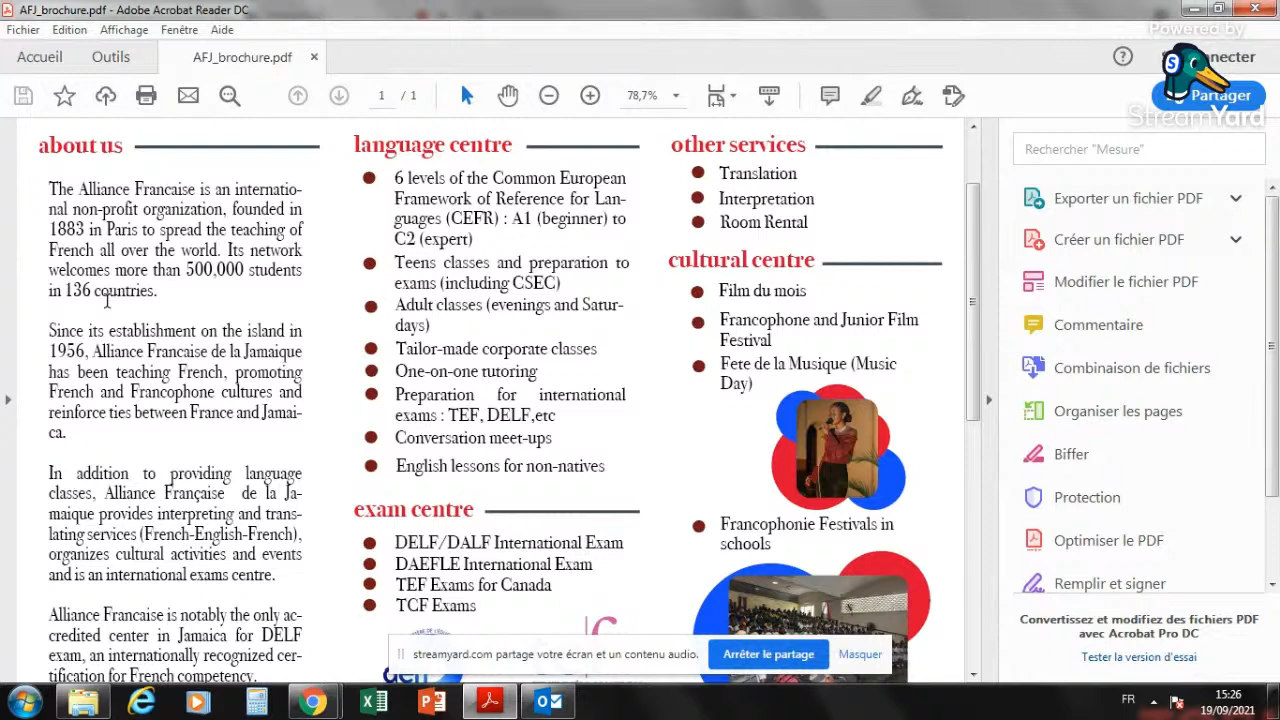 AFJ_brochure.pdf - Adobe Acrobat Reader DC
Fichier Edition Affichage Fenêtre Aide
Powered by
StreamYard
Accueil Outils AFJ_brochure.pdf × connecter
1 / 1 78,7% Partager
about us
The Alliance Francaise is an internatio-
nal non-profit organization, founded in
1883 in Paris to spread the teaching of
French all over the world. Its network
welcomes more than 500,000 students
in 136 countries.
Since its establishment on the island in
1956, Alliance Francaise de la Jamaique
has been teaching French, promoting
French and Francophone cultures and
reinforce ties between France and Jamai-
ca.
In addition to providing language
classes, Alliance Française de la Ja-
maique provides interpreting and trans-
lating services (French-English-French),
organizes cultural activities and events
and is an international exams centre.
Alliance Francaise is notably the only ac-
credited center in Jamaica for DELF
exam, an internationally recognized cer-
tification for French competency.
language centre
6 levels of the Common European
Framework of Reference for Lan-
guages (CEFR) : A1 (beginner) to
C2 (expert)
Teens classes and preparation to
exams (including CSEC)
Adult classes (evenings and Satur-
days)
Tailor-made corporate classes
One-on-one tutoring
Preparation for international
exams : TEF, DELF,etc
Conversation meet-ups
English lessons for non-natives
exam centre
DELF/DALF International Exam
DAEFLE International Exam
TEF Exams for Canada
TCF Exams
delf
other services
Translation
Interpretation
Room Rental
cultural centre
Film du mois
Francophone and Junior Film
Festival
Fete de la Musique (Music
Day)
Francophonie Festivals in
schools
Rechercher "Mesure"
Exporter un fichier PDF
Créer un fichier PDF
Modifier le PDF
Commentaire
Combinaison de fichiers
Organiser les pages
Biffer
Protection
Optimiser le PDF
Remplir et signer
Convertissez et modifiez des fichiers PDF
avec Acrobat Pro DC
Tester la version d'essai
streamyard.com partage votre écran et un contenu audio. Arrêter le partage Masquer
FR 15:26
19/09/2021